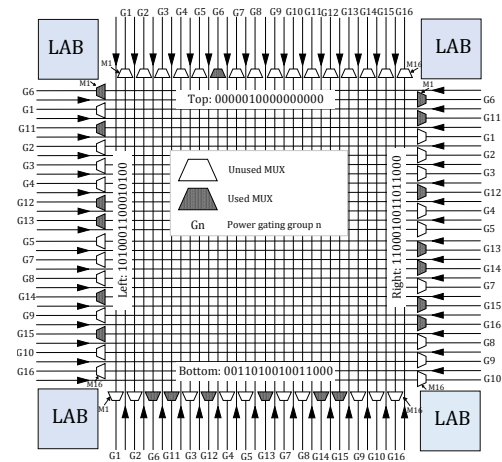 G1 G2 G3 G4 G5 G6 G7 G8 G9 G10 G11 G12 G13 G14 G15 G16
LAB
LAB
M1
M16
M1
M1
G6
G1
G11
G2
G3
G4
G12
G13
G5
G7
G8
G14
G9
G15
G10
G16
Top: 0000010000000000
Left: 1010001100010100
Unused MUX
Used MUX
Gn Power gating group n
Right: 1100010011011000
Bottom: 0011010010011000
G6
G11
G1
G2
G3
G12
G4
G5
G13
G14
G7
G15
G16
G8
G9
G10
M16
M16
M1
M16
LAB
LAB
G1 G2 G6 G11 G3 G12 G4 G5 G13 G7 G8 G14 G15 G9 G10 G16